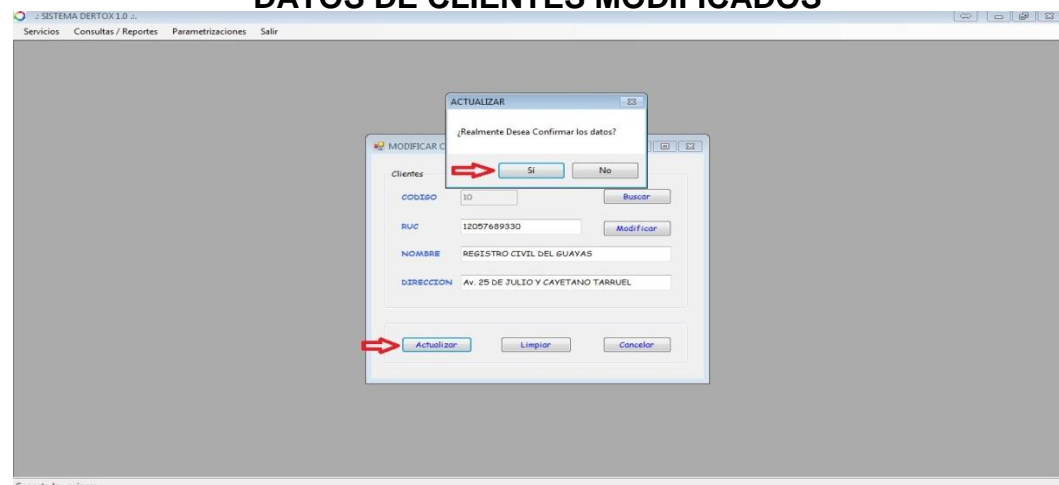 DATOS DE CLIENTES MODIFICADOS
.: SISTEMA DERTOX 1.0 :.
Servicios Consultas / Reportes Parametrizaciones Salir
ACTUALIZAR
¿Realmente Desea Confirmar los datos?
Sí No
MODIFICAR C
Clientes
CODIGO 10 Buscar
RUC 12057689330 Modificar
NOMBRE REGISTRO CIVIL DEL GUAYAS
DIRECCION Av. 25 DE JULIO Y CAYETANO TARRUEL
Actualizar Limpiar Cancelar